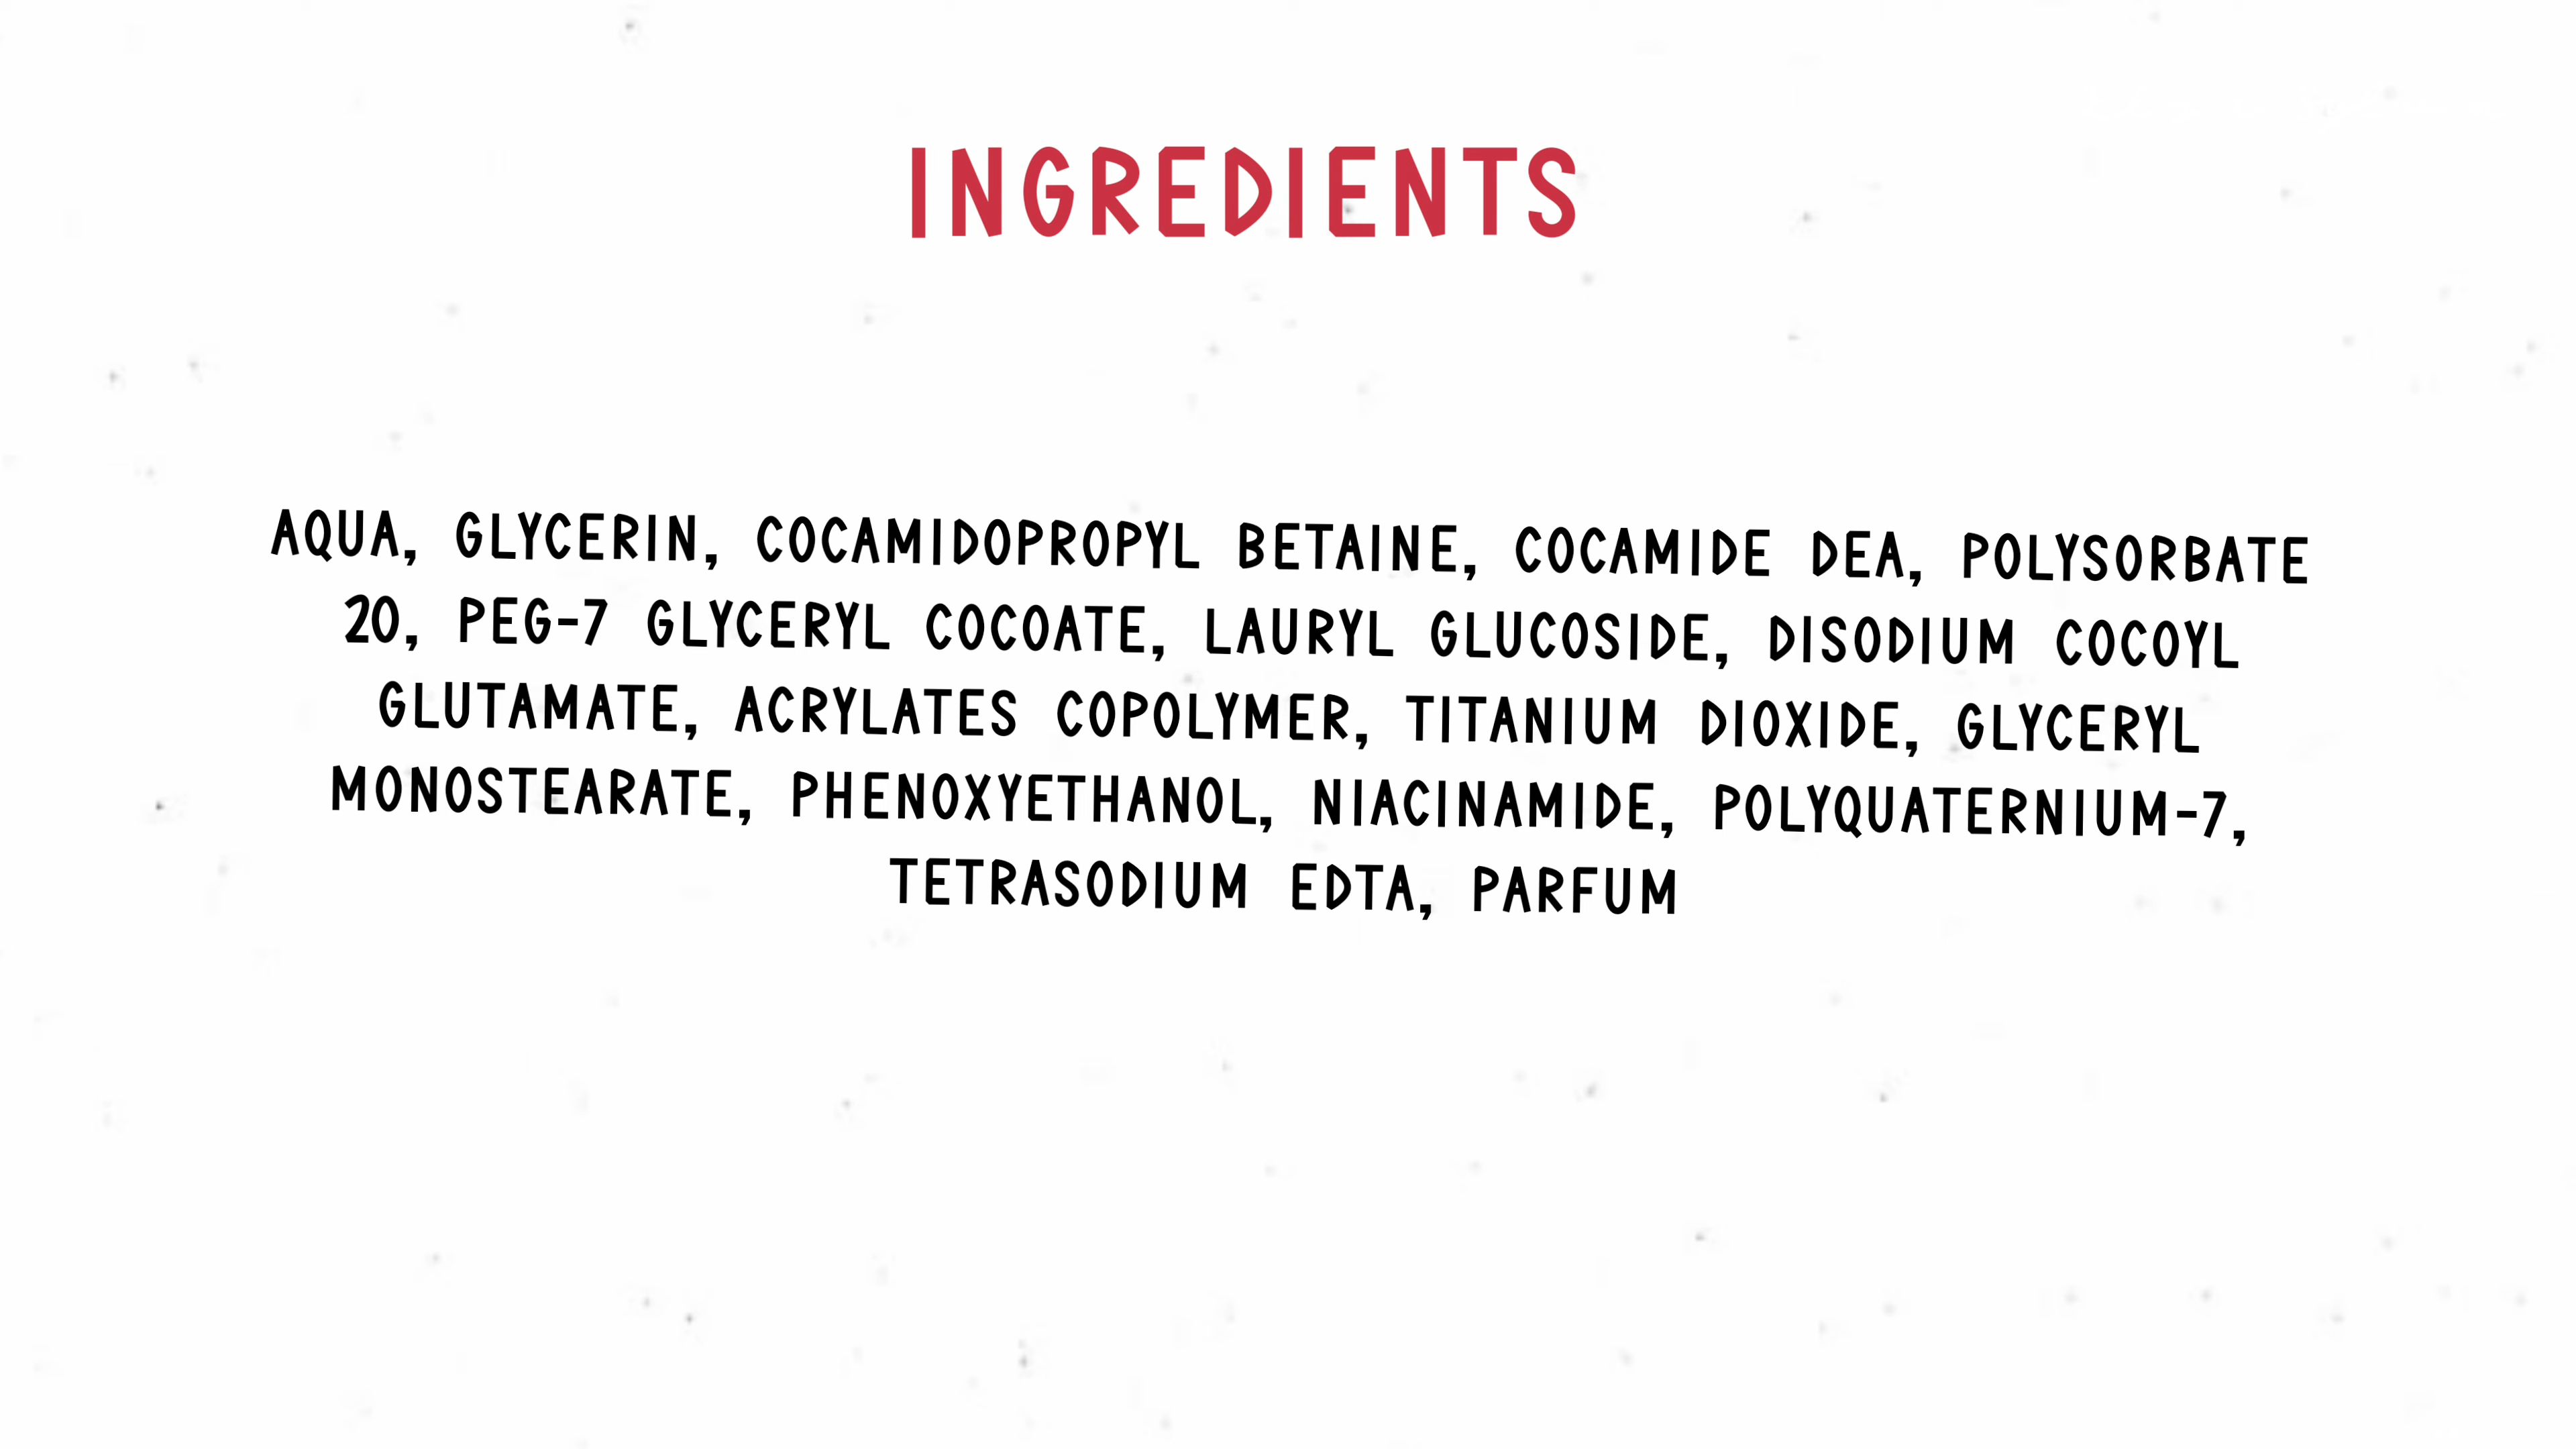 INGREDIENTS
AQUA, GLYCERIN, COCAMIDOPROPYL BETAINE, COCAMIDE DEA, POLYSORBATE
20, PEG-7 GLYCERYL COCOATE, LAURYL GLUCOSIDE, DISODIUM COCOYL
GLUTAMATE, ACRYLATES COPOLYMER, TITANIUM DIOXIDE, GLYCERYL
MONOSTEARATE, PHENOXYETHANOL, NIACINAMIDE, POLYQUATERNIUM-7,
TETRASODIUM EDTA, PARFUM